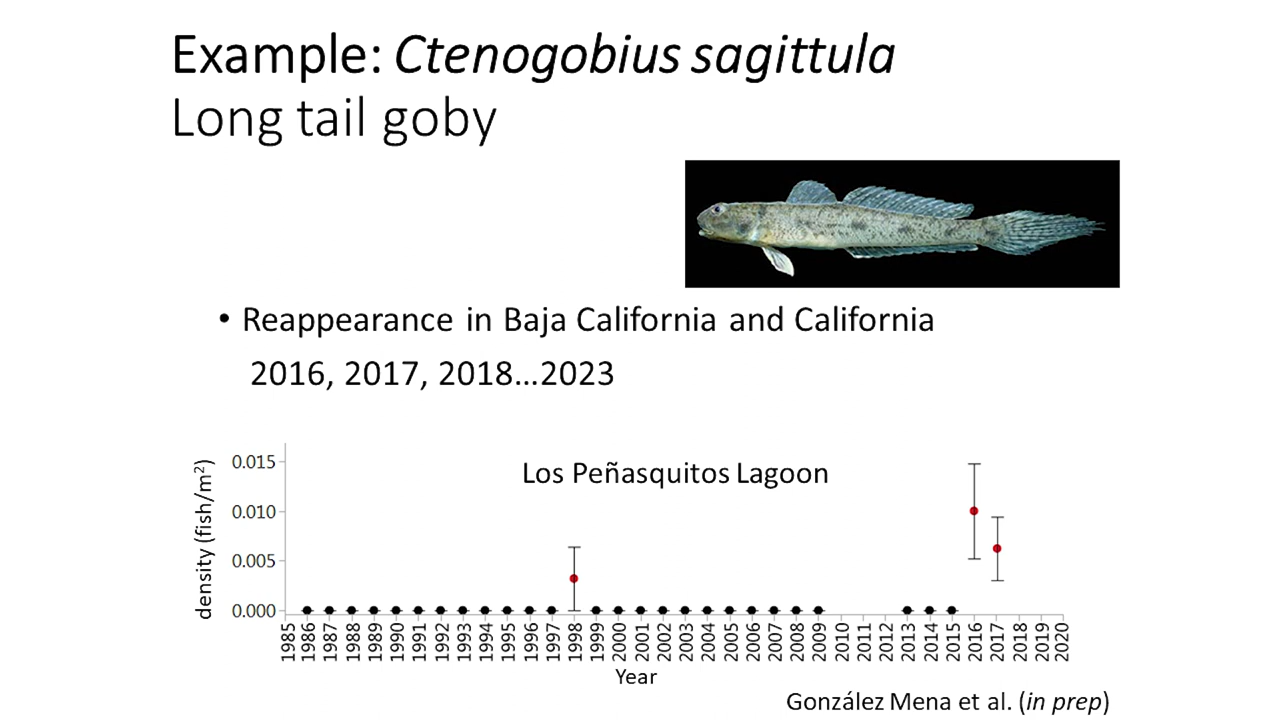 Example: Ctenogobius sagittula
Long tail goby
• Reappearance in Baja California and California
2016, 2017, 2018...2023
Los Peñasquitos Lagoon
density (fish/m²)
0.015
0.010
0.005
0.000
1985 1986 1987 1988 1989 1990 1991 1992 1993 1994 1995 1996 1997 1998 1999 2000 2001 2002 2003 2004 2005 2006 2007 2008 2009 2010 2011 2012 2013 2014 2015 2016 2017 2018 2019 2020
Year
González Mena et al. (in prep)